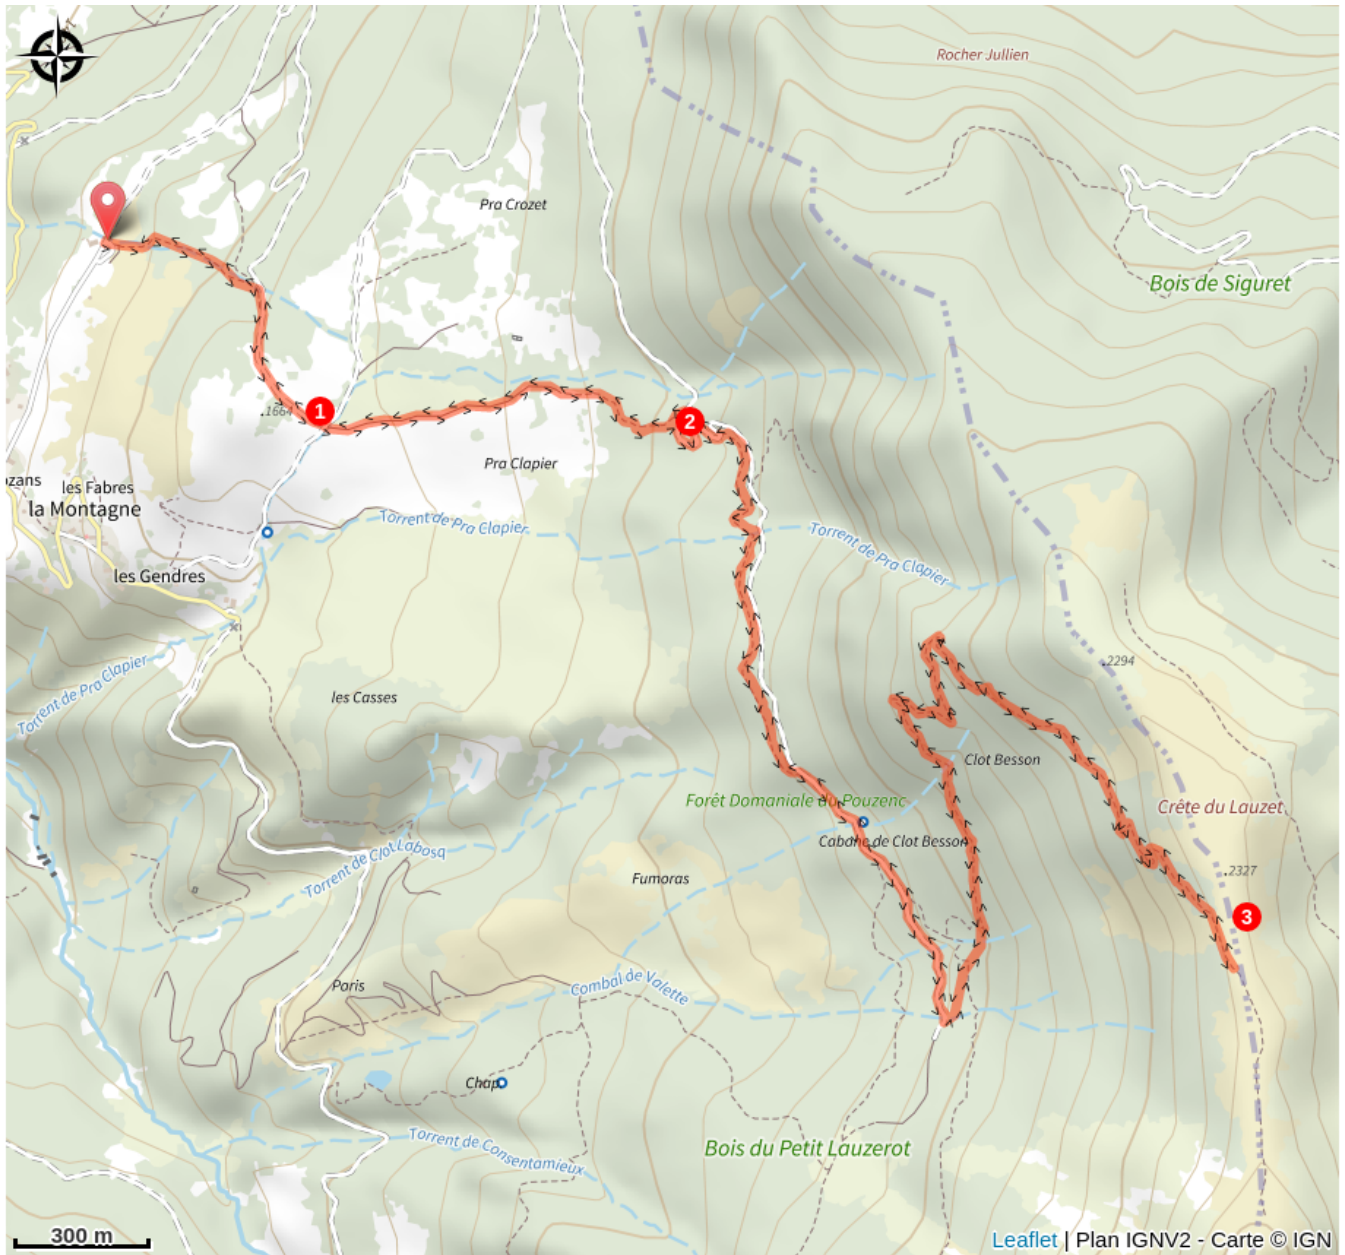 Rocher Jullien
Pra Crozet
Bois de Siguret
1
.1664
2
Pra Clapier
ozans
les Fabres
la Montagne
Torrent de Pra Clapier
Torrent de Pra Clapier
les Gendres
Torrent de Pra Clapier
.2294
les Casses
Clot Besson
Forêt Domaniale du Pouzenc
Crête du Lauzet
Cabane de Clot Besson
Torrent de Clot Labosq
Fumoras
.2327
3
Paris
Combal de Valette
Chap
Torrent de Consentamieux
Bois du Petit Lauzerot
300 m
Leaflet | Plan IGNV2 - Carte © IGN